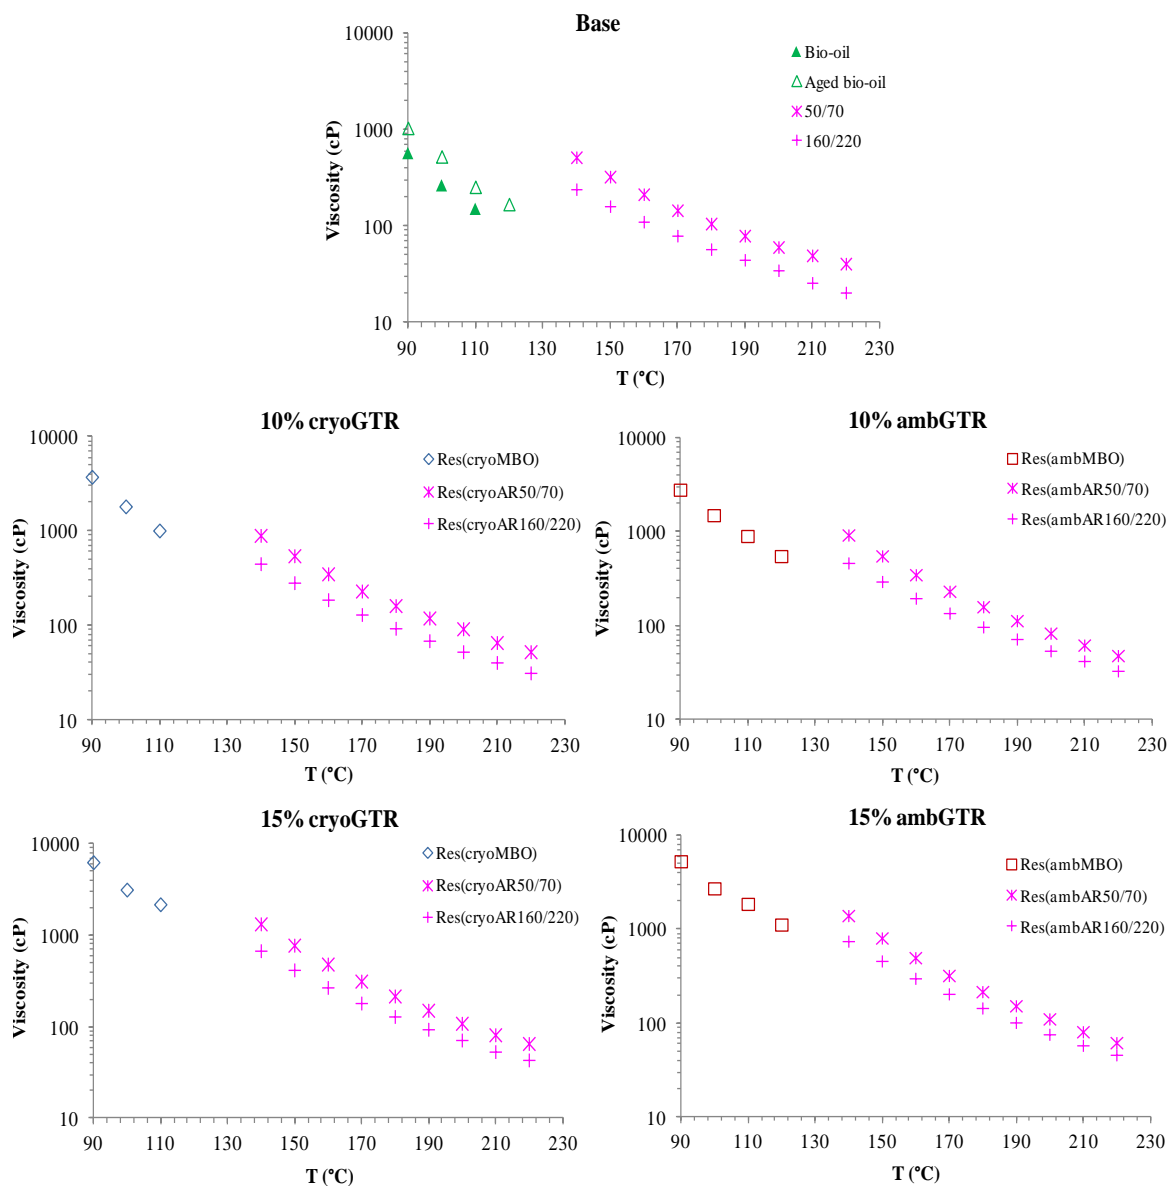 Base
10000
1000
100
10
Viscosity (cP)
Bio-oil
Aged bio-oil
50/70
160/220
90 110 130 150 170 190 210 230
T (°C)
10% cryoGTR
10000
1000
100
10
Viscosity (cP)
Res(cryoMBO)
Res(cryoAR50/70)
Res(cryoAR160/220)
90 110 130 150 170 190 210 230
T (°C)
10% ambGTR
10000
1000
100
10
Viscosity (cP)
Res(ambMBO)
Res(ambAR50/70)
Res(ambAR160/220)
90 110 130 150 170 190 210 230
T (°C)
15% cryoGTR
10000
1000
100
10
Viscosity (cP)
Res(cryoMBO)
Res(cryoAR50/70)
Res(cryoAR160/220)
90 110 130 150 170 190 210 230
T (°C)
15% ambGTR
10000
1000
100
10
Viscosity (cP)
Res(ambMBO)
Res(ambAR50/70)
Res(ambAR160/220)
90 110 130 150 170 190 210 230
T (°C)